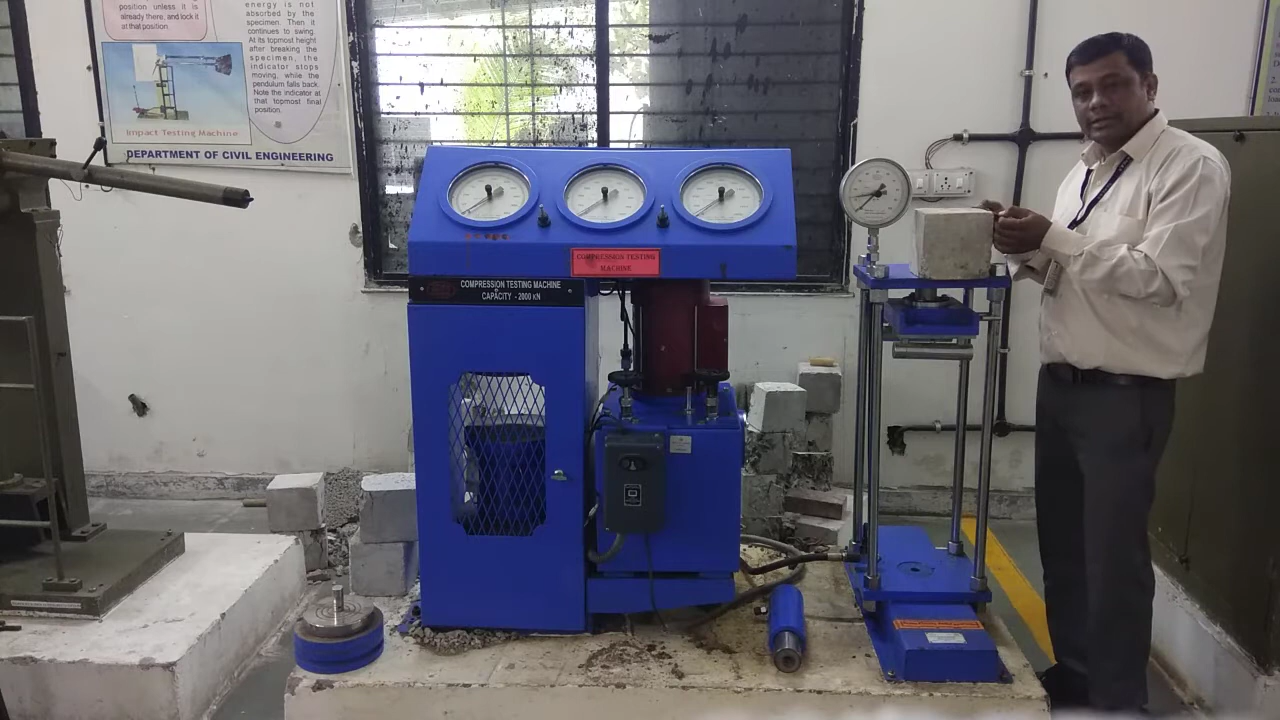 position unless it is
already there, and lock it
at that position
energy is not
absorbed by the
specimen. Then it
continues to swing.
At its topmost height
after breaking the
specimen, the
indicator stops
moving, while the
pendulum falls back.
Note the indicator at
that topmost final
position.
Impact Testing Machine
DEPARTMENT OF CIVIL ENGINEERING
COMPRESSION TESTING
MACHINE
COMPRESSION TESTING MACHINE
CAPACITY - 2000 KN